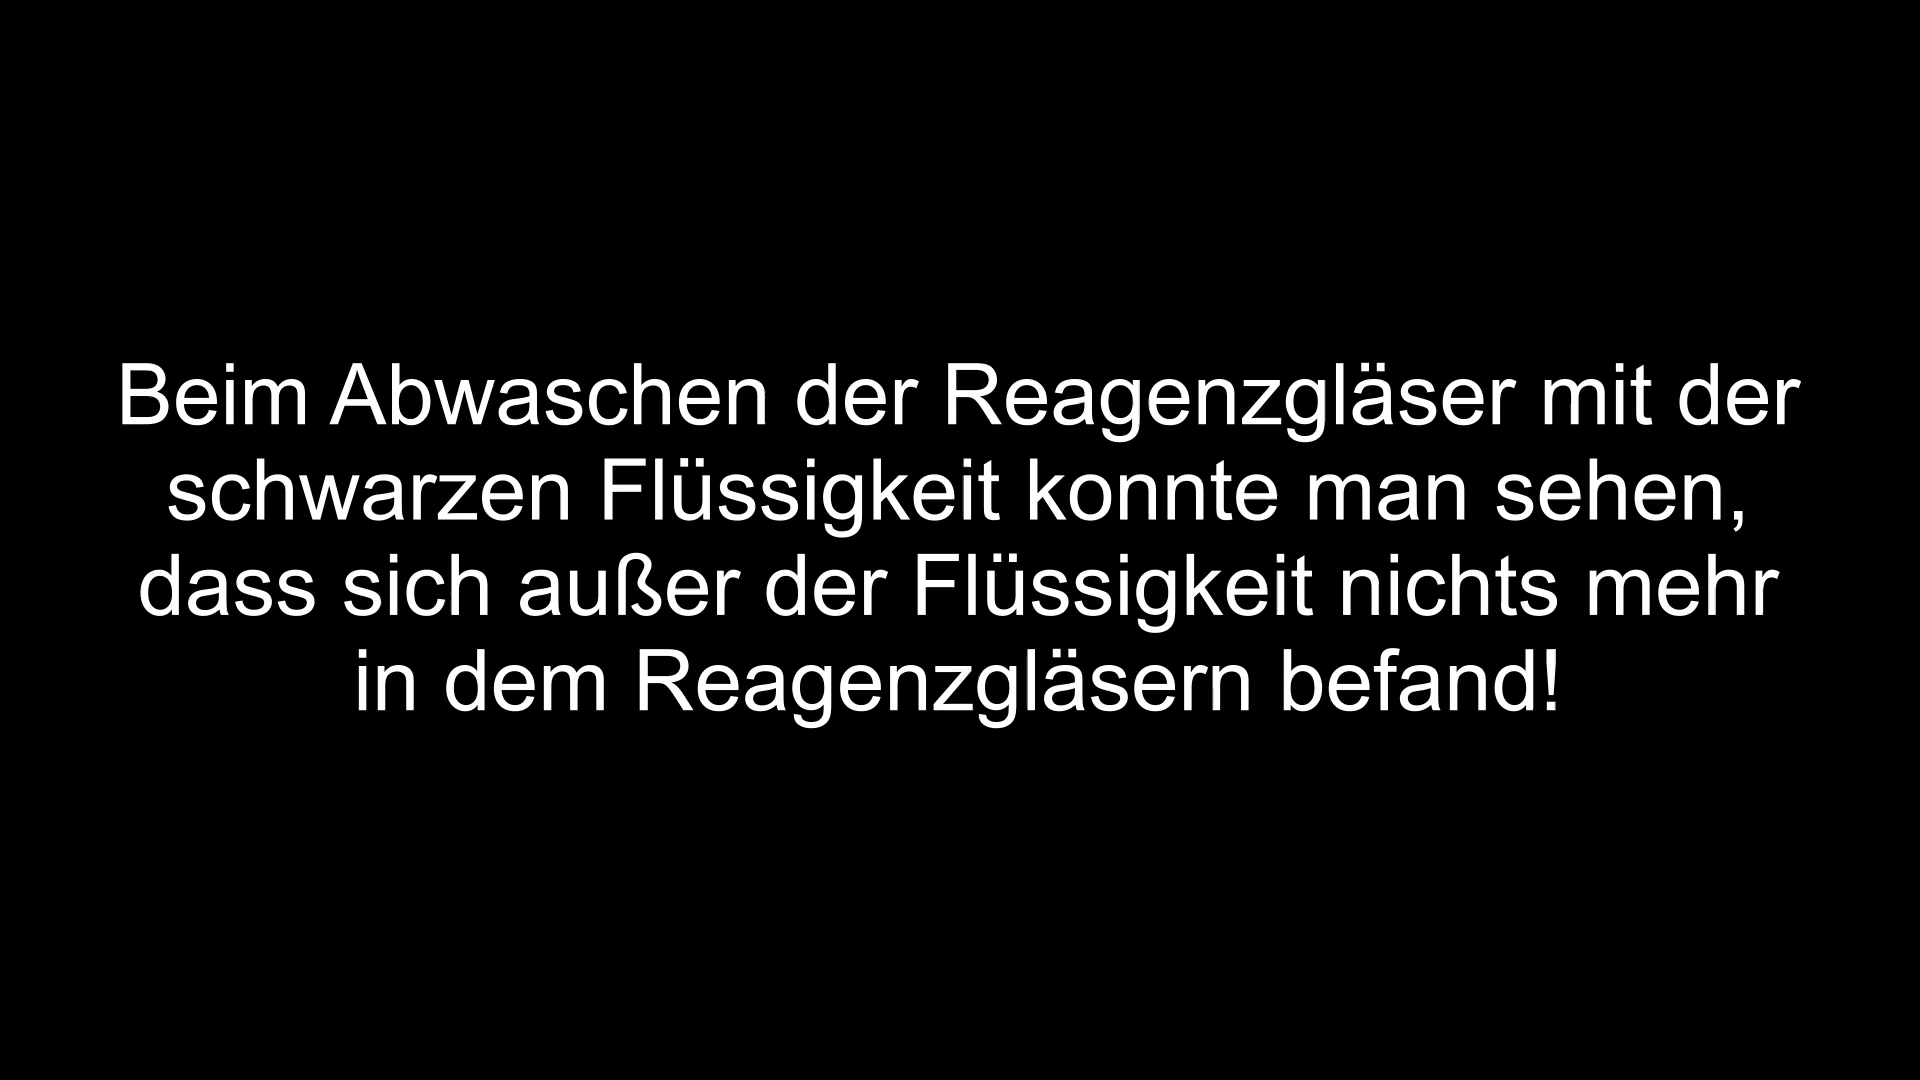 Beim Abwaschen der Reagenzgläser mit der
schwarzen Flüssigkeit konnte man sehen,
dass sich außer der Flüssigkeit nichts mehr
in dem Reagenzgläsern befand!